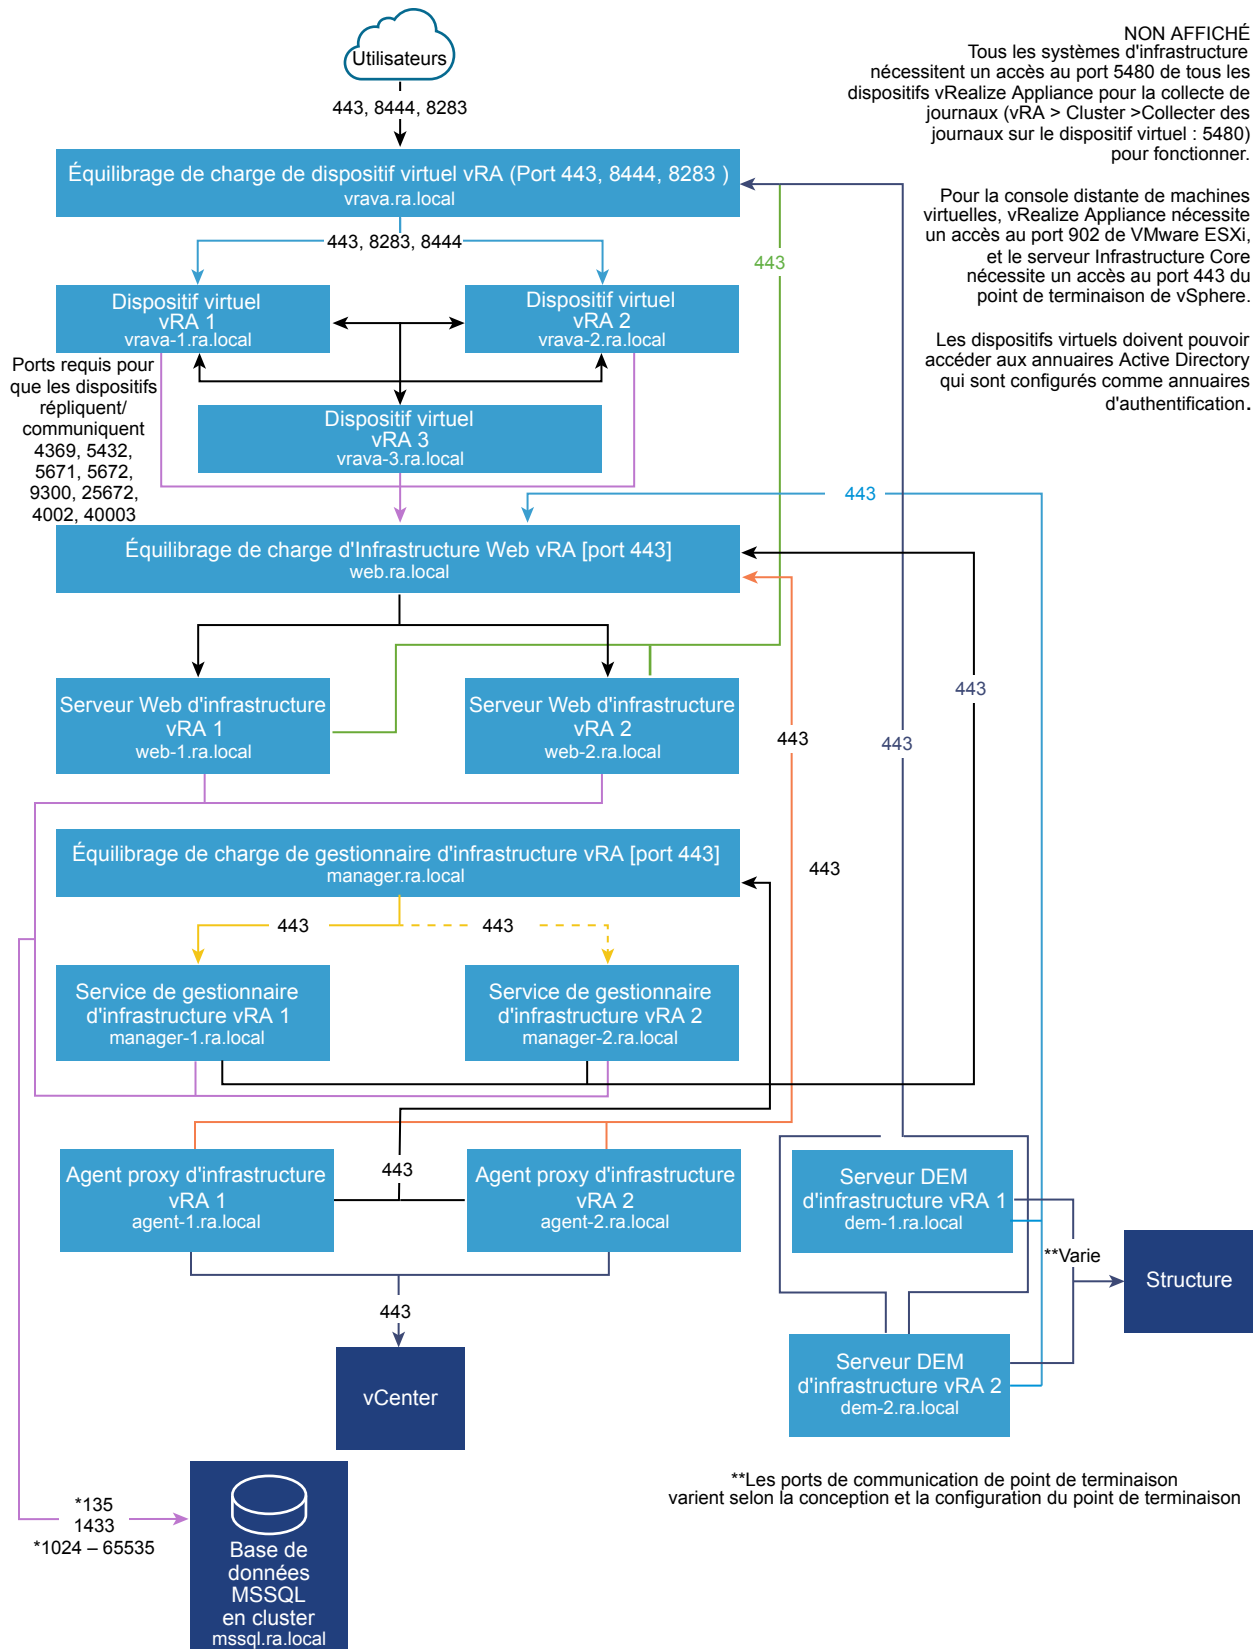 Utilisateurs
443, 8444, 8283
NON AFFICHÉ
Tous les systèmes d'infrastructure
nécessitent un accès au port 5480 de tous les
dispositifs vRealize Appliance pour la collecte de
journaux (vRA > Cluster >Collecter des
journaux sur le dispositif virtuel : 5480)
pour fonctionner.
Pour la console distante de machines
virtuelles, vRealize Appliance nécessite
un accès au port 902 de VMware ESXi,
et le serveur Infrastructure Core
nécessite un accès au port 443 du
point de terminaison de vSphere.
Les dispositifs virtuels doivent pouvoir
accéder aux annuaires Active Directory
qui sont configurés comme annuaires
d'authentification.
Équilibrage de charge de dispositif virtuel vRA (Port 443, 8444, 8283 )
vrava.ra.local
443, 8283, 8444
443
Dispositif virtuel
vRA 1
vrava-1.ra.local
Dispositif virtuel
vRA 2
vrava-2.ra.local
Ports requis pour
que les dispositifs
répliquent/
communiquent
4369, 5432,
5671, 5672,
9300, 25672,
4002, 40003
Dispositif virtuel
vRA 3
vrava-3.ra.local
443
Équilibrage de charge d'Infrastructure Web vRA [port 443]
web.ra.local
Serveur Web d'infrastructure
vRA 1
web-1.ra.local
Serveur Web d'infrastructure
vRA 2
web-2.ra.local
443
443
443
Équilibrage de charge de gestionnaire d'infrastructure vRA [port 443]
manager.ra.local
443
443
443
Service de gestionnaire
d'infrastructure vRA 1
manager-1.ra.local
Service de gestionnaire
d'infrastructure vRA 2
manager-2.ra.local
Agent proxy d'infrastructure
vRA 1
agent-1.ra.local
443
Agent proxy d'infrastructure
vRA 2
agent-2.ra.local
Serveur DEM
d'infrastructure vRA 1
dem-1.ra.local
**Varie
Structure
443
vCenter
Serveur DEM
d'infrastructure vRA 2
dem-2.ra.local
**Les ports de communication de point de terminaison
varient selon la conception et la configuration du point de terminaison
*135
1433
*1024 – 65535
Base de
données
MSSQL
en cluster
mssql.ra.local